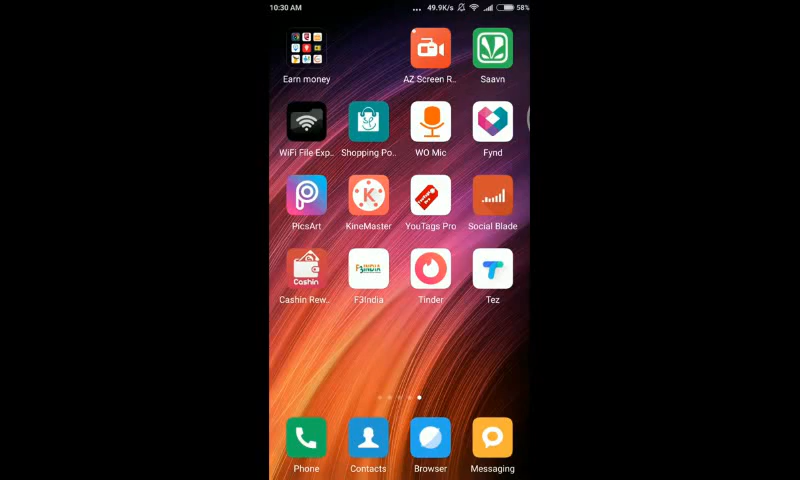 10:30 AM ... 49.9K/s 58%
Earn money AZ Screen R.. Saavn
WiFi File Exp.. Shopping Po.. WO Mic Fynd
PicsArt KineMaster YouTags Pro Social Blade
Cashin
F3INDIA
Cashin Rew.. F3India Tinder Tez
Phone Contacts Browser Messaging